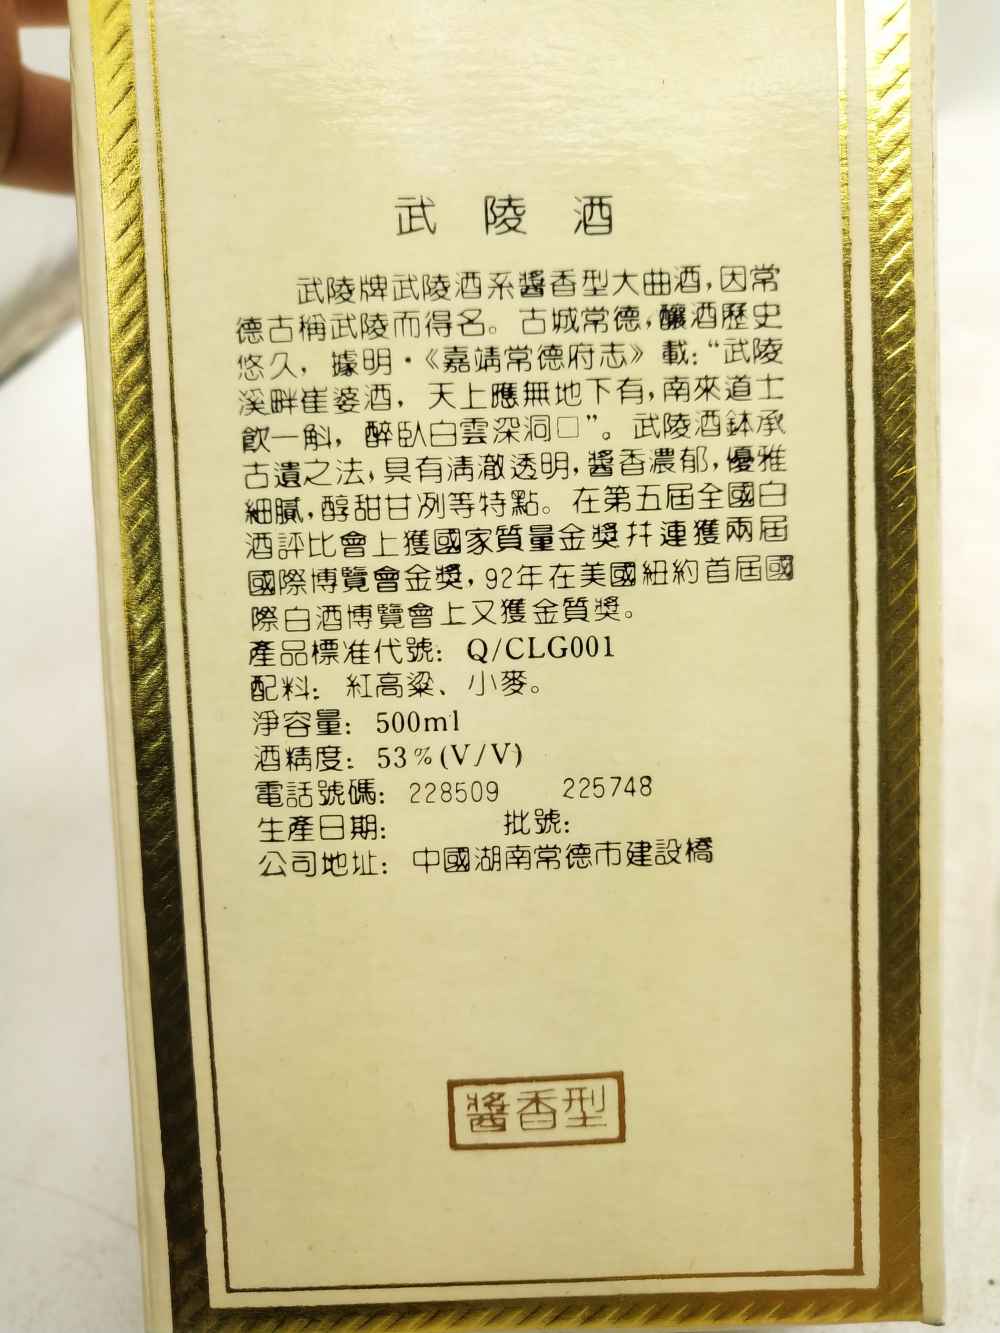 武陵酒
武陵牌武陵酒系醬香型大曲酒，因常
德古稱武陵而得名。古城常德，釀酒歷史
悠久，據明·《嘉靖常德府志》載：“武陵
溪畔崔婆酒，天上應無地下有，南來道士
飲一斛，醉臥白雲深洞口”。武陵酒鉢承
古遺之法，具有清澈透明，醬香濃郁，優雅
細膩，醇甜甘冽等特點。在第五屆全國白
酒評比會上獲國家質量金獎并連獲兩屆
國際博覽會金獎，92年在美國紐約首屆國
際白酒博覽會上又獲金質獎。
產品標准代號：Q/CLG001
配料：紅高粱、小麥。
淨容量：500ml
酒精度：53%(V/V)
電話號碼：228509 225748
生產日期： 批號：
公司地址：中國湖南常德市建設橋
醬香型